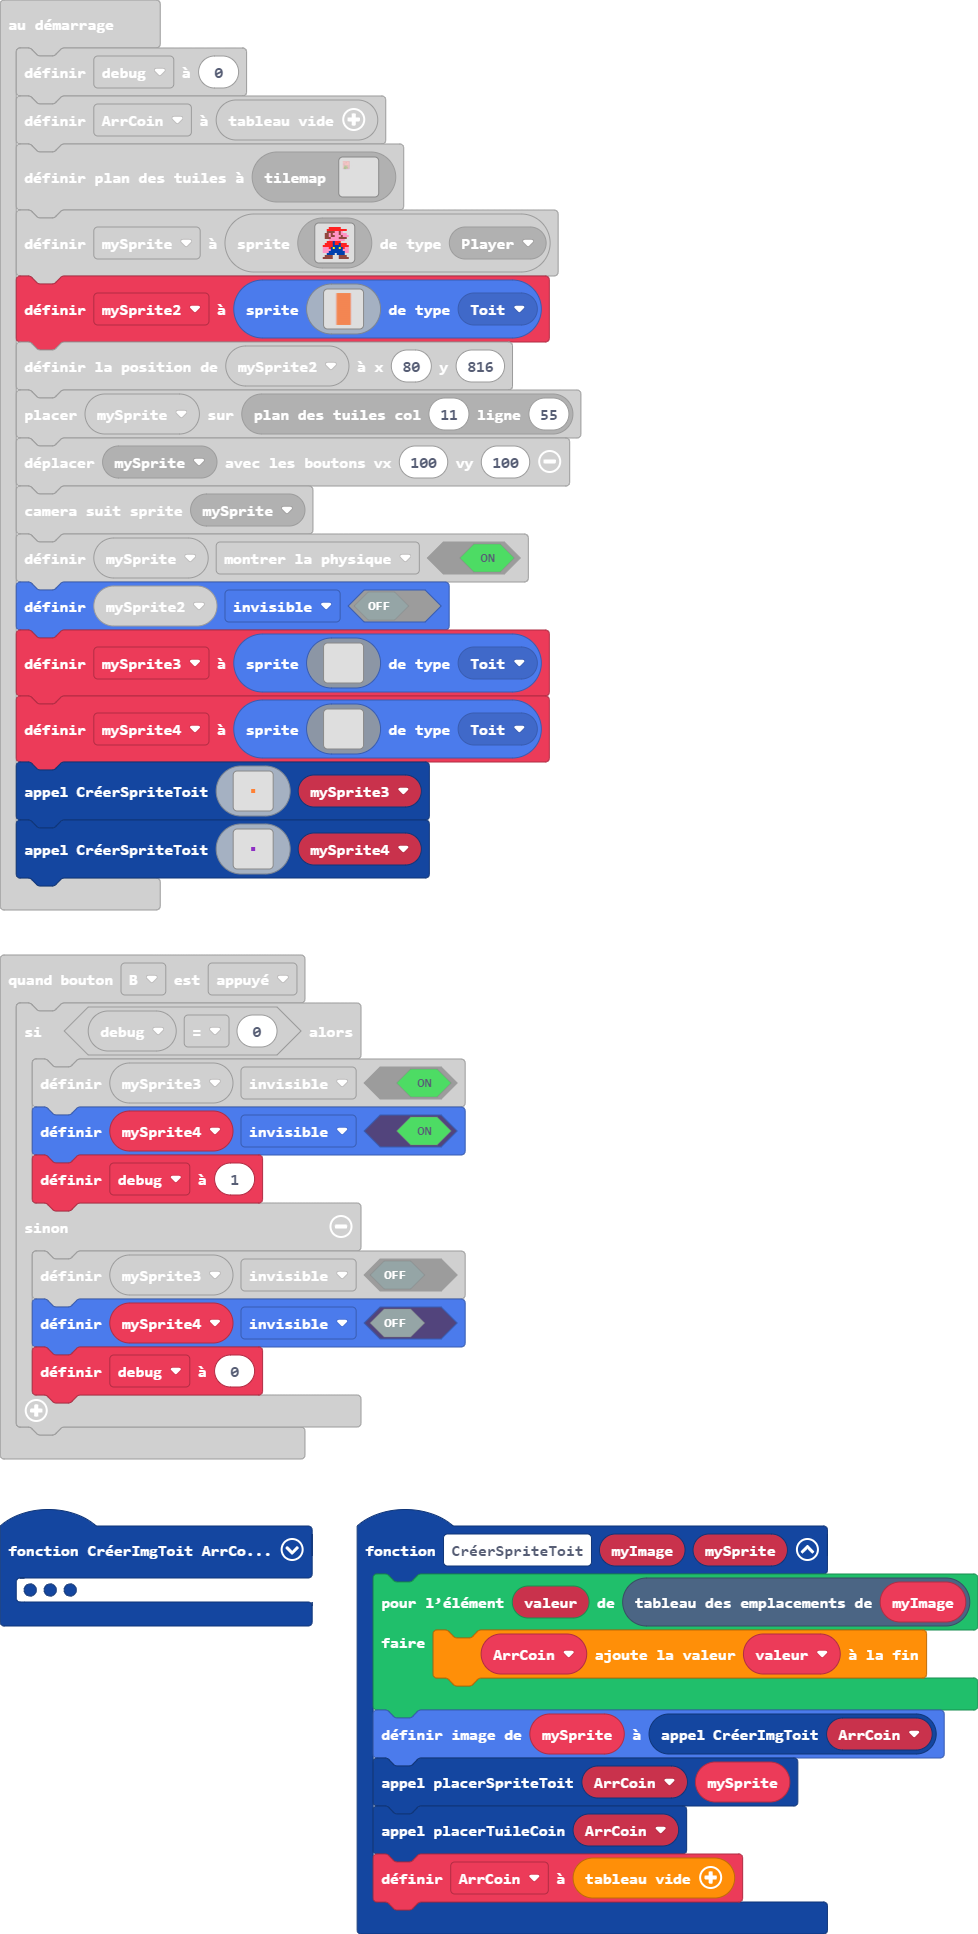 au démarrage
définir debug à 0
définir ArrCoin à tableau vide
définir plan des tuiles à tilemap
définir mySprite à sprite de type Player
définir mySprite2 à sprite de type Toit
définir la position de mySprite2 à x 80 y 816
placer mySprite sur plan des tuiles col 11 ligne 55
déplacer mySprite avec les boutons vx 100 vy 100
camera suit sprite mySprite
définir mySprite montrer la physique ON
définir mySprite2 invisible OFF
définir mySprite3 à sprite de type Toit
définir mySprite4 à sprite de type Toit
appel CréerSpriteToit mySprite3
appel CréerSpriteToit mySprite4
quand bouton B est appuyé
si debug = 0 alors
définir mySprite3 invisible ON
définir mySprite4 invisible ON
définir debug à 1
sinon
définir mySprite3 invisible OFF
définir mySprite4 invisible OFF
définir debug à 0
fonction CréerImgToit ArrCo...
fonction CréerSpriteToit myImage mySprite
pour l'élément valeur de tableau des emplacements de myImage
faire ArrCoin ajoute la valeur valeur à la fin
définir image de mySprite à appel CréerImgToit ArrCoin
appel placerSpriteToit ArrCoin mySprite
appel placerTuileCoin ArrCoin
définir ArrCoin à tableau vide